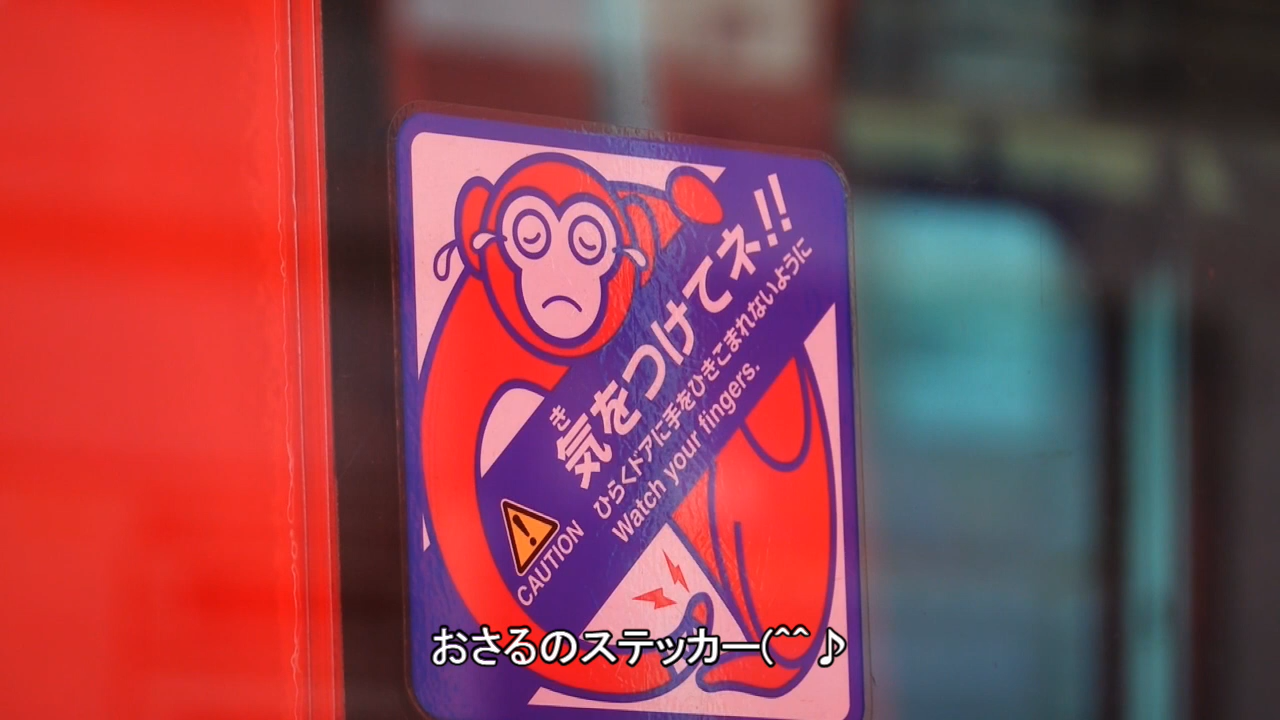 き
気をつけてネ!!
ひらくドアに手をひきこまれないように
Watch your fingers.
CAUTION
おさるのステッカー(^^♪